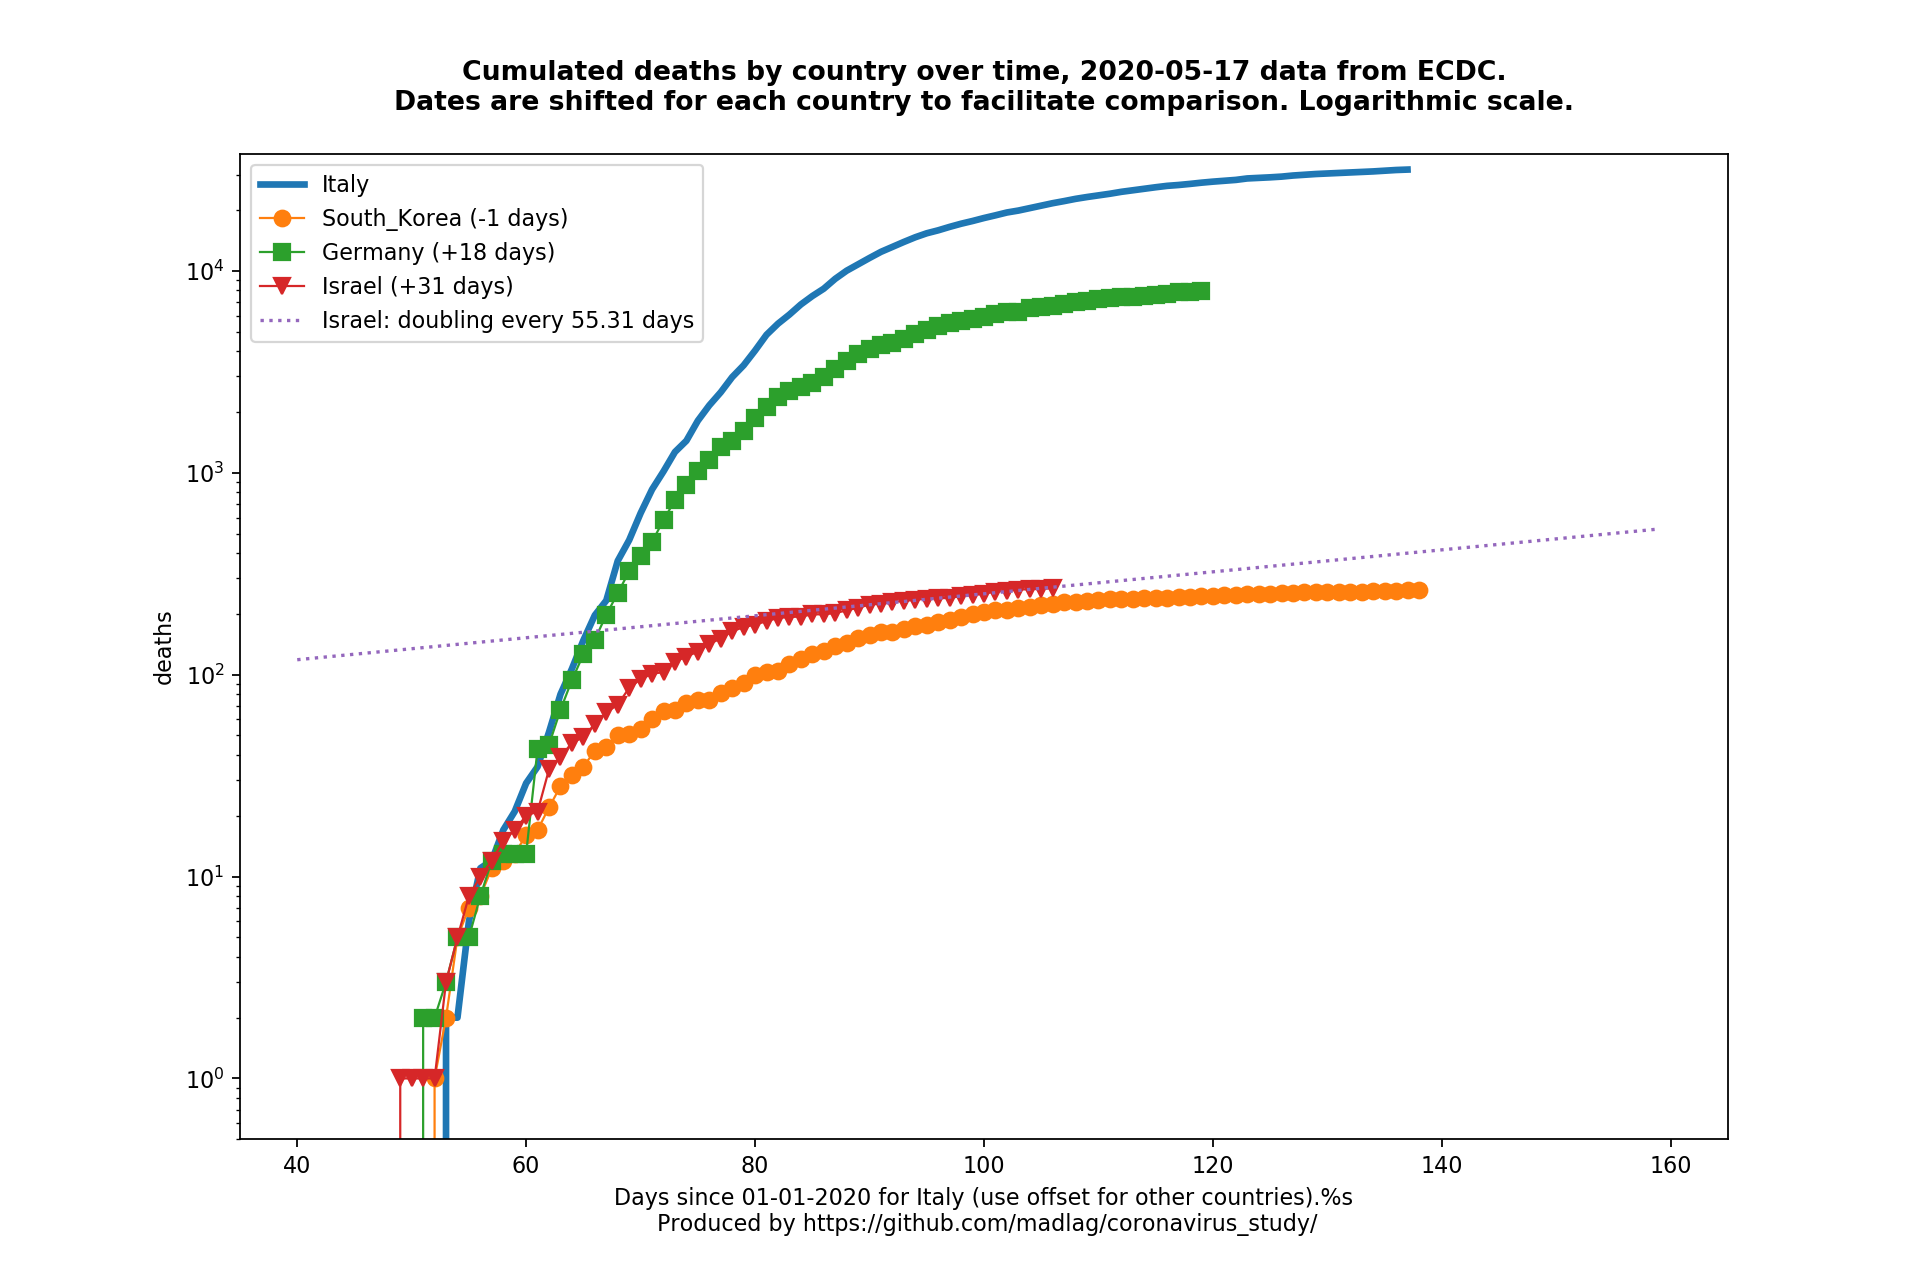 Cumulated deaths by country over time, 2020-05-17 data from ECDC.
Dates are shifted for each country to facilitate comparison. Logarithmic scale.
Italy
South_Korea (-1 days)
Germany (+18 days)
Israel (+31 days)
Israel: doubling every 55.31 days
deaths
10⁴
10³
10²
10¹
10⁰
40 60 80 100 120 140 160
Days since 01-01-2020 for Italy (use offset for other countries).%s
Produced by https://github.com/madlag/coronavirus_study/